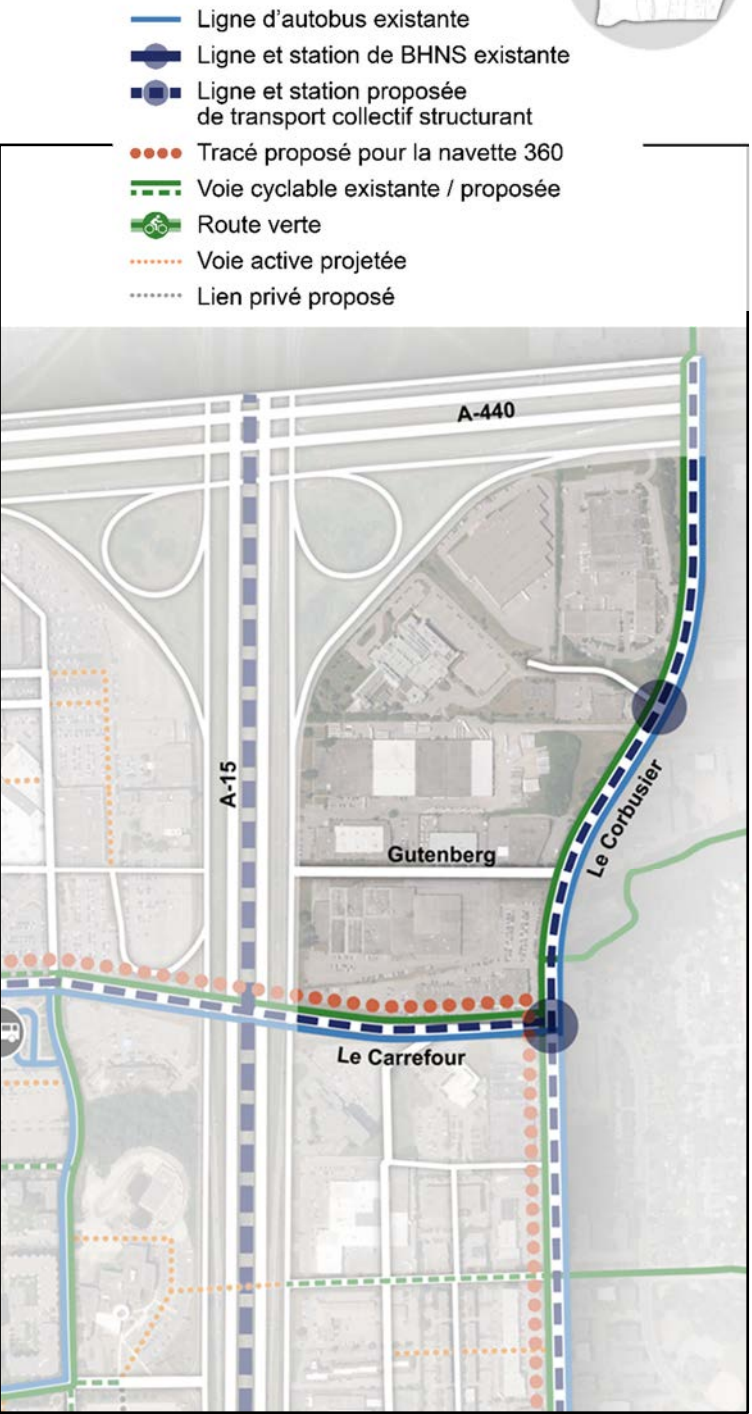 Ligne d'autobus existante
Ligne et station de BHNS existante
Ligne et station proposée
de transport collectif structurant
Tracé proposé pour la navette 360
Voie cyclable existante / proposée
Route verte
Voie active projetée
Lien privé proposé
A-440
A-15
Le Corbusier
Gutenberg
Le Carrefour